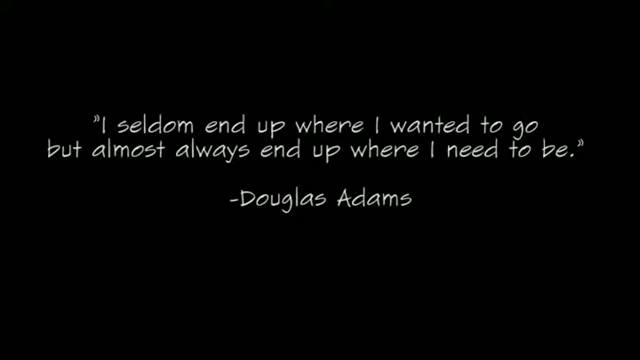 "I seldom end up where I wanted to go
but almost always end up where I need to be."
-Douglas Adams